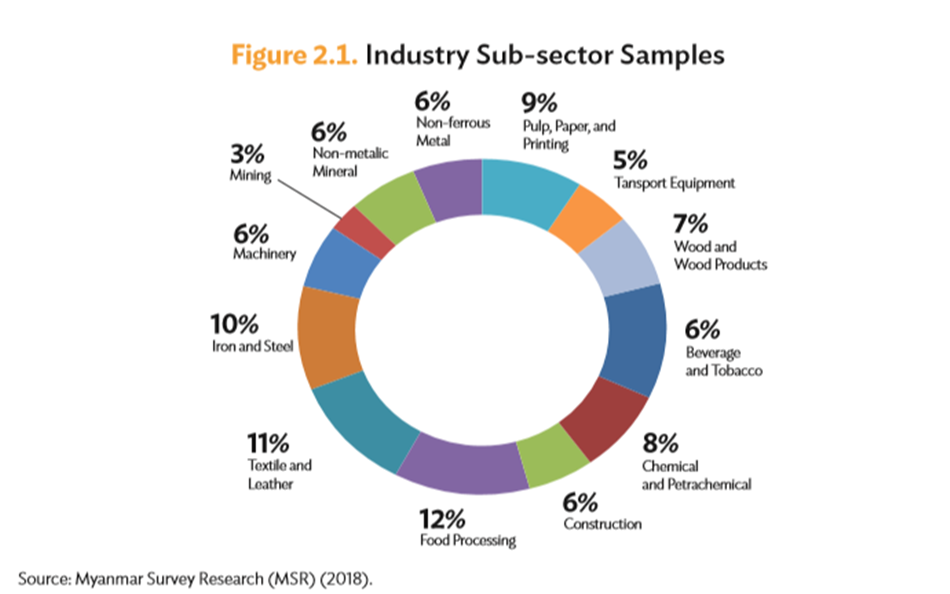 Figure 2.1. Industry Sub-sector Samples
6%
Non-ferrous
Metal
9%
Pulp, Paper, and
Printing
6%
Non-metalic
Mineral
3%
Mining
5%
Tansport Equipment
7%
Wood and
Wood Products
6%
Machinery
10%
Iron and Steel
6%
Beverage
and Tobacco
11%
Textile and
Leather
8%
Chemical
and Petrachemical
6%
Construction
12%
Food Processing
Source: Myanmar Survey Research (MSR) (2018).